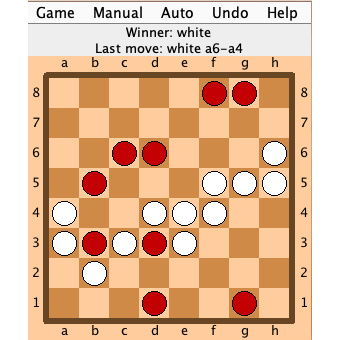 Game Manual Auto Undo Help
Winner: white
Last move: white a6-a4
a b c d e f g h
8 8
7 7
6 6
5 5
4 4
3 3
2 2
1 1
a b c d e f g h